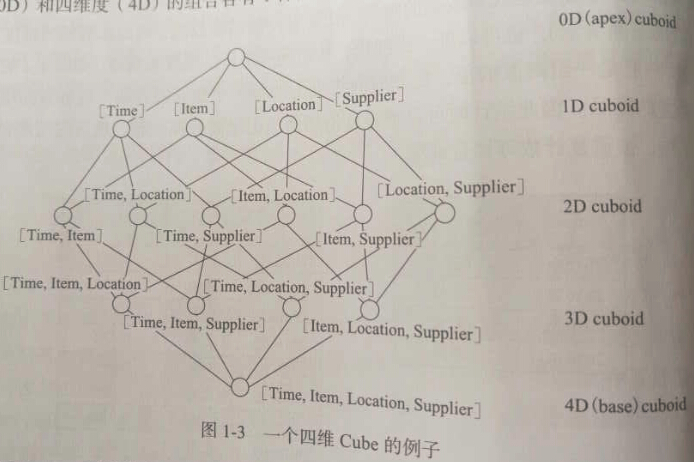 0D）和四维度（4D）的组合各有
0D(apex)cuboid
[Time] [Item] [Location] [Supplier]
1D cuboid
[Time, Location] [Item, Location] [Location, Supplier]
2D cuboid
[Time, Item] [Time, Supplier] [Item, Supplier]
[Time, Item, Location] [Time, Location, Supplier]
3D cuboid
[Time, Item, Supplier] [Item, Location, Supplier]
[Time, Item, Location, Supplier]
4D(base)cuboid
图 1-3 一个四维 Cube 的例子